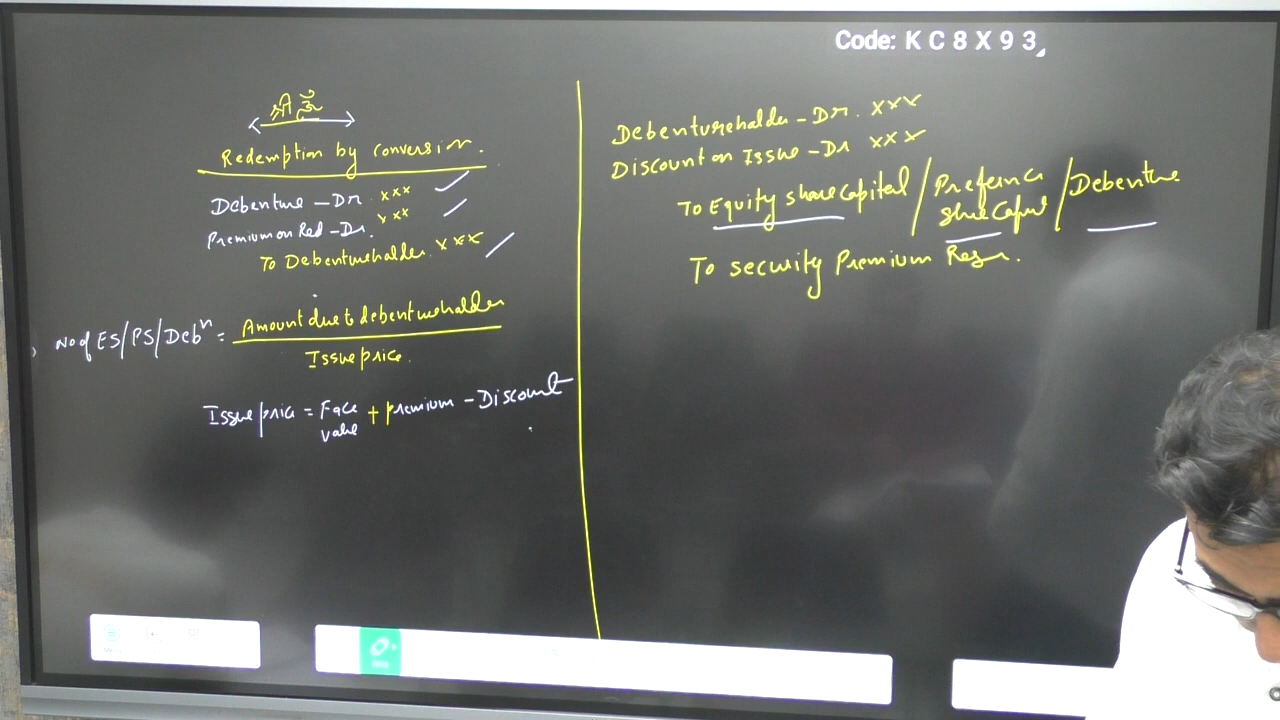 Code: K C 8 X 9 3
श्री
Redemption by conversion.
Debenture – Dr. xxx
Premium on Red – Dr. xxx
To Debentureholder xxx
No of ES/PS/Debⁿ = Amount due to debentureholder
Issue price.
Issue price = Face value + premium – Discount
Debentureholder – Dr. xxx
Discount on Issue – Dr xxx
To Equity share Capital / Prefernce share Capital / Debenture
To security Premium Resr.